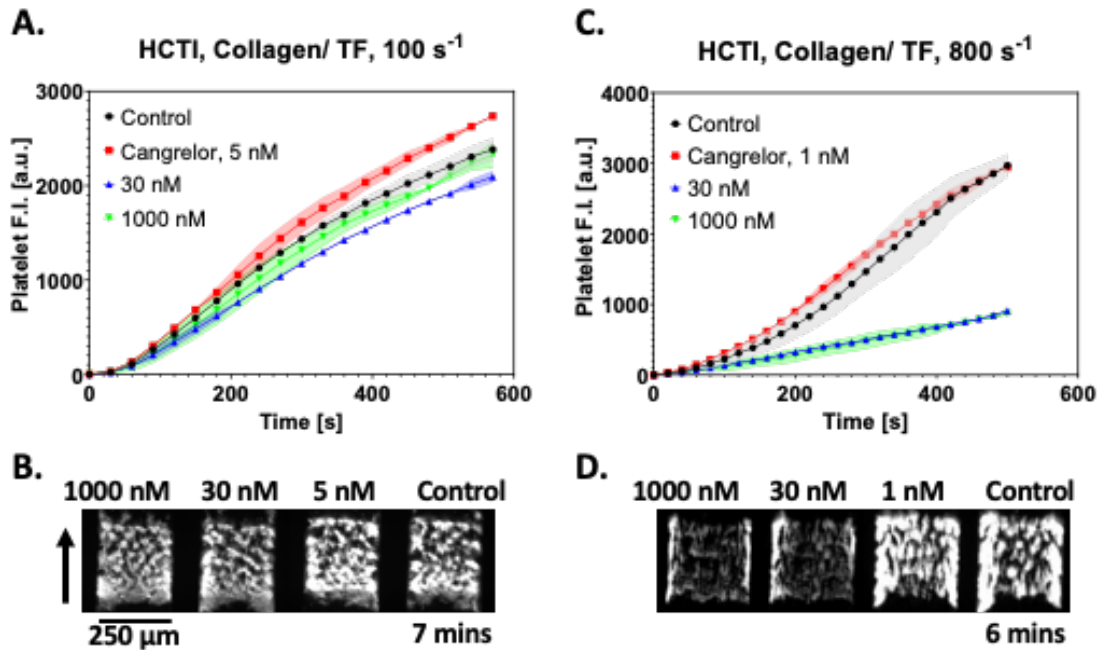 A.
HCTI, Collagen/ TF, 100 s-1
3000
2000
1000
0
Platelet F.I. [a.u.]
Control
Cangrelor, 5 nM
30 nM
1000 nM
0 200 400 600
Time [s]
C.
HCTI, Collagen/ TF, 800 s-1
4000
3000
2000
1000
0
Platelet F.I. [a.u.]
Control
Cangrelor, 1 nM
30 nM
1000 nM
0 200 400 600
Time [s]
B.
1000 nM 30 nM 5 nM Control
250 µm
7 mins
D.
1000 nM 30 nM 1 nM Control
6 mins